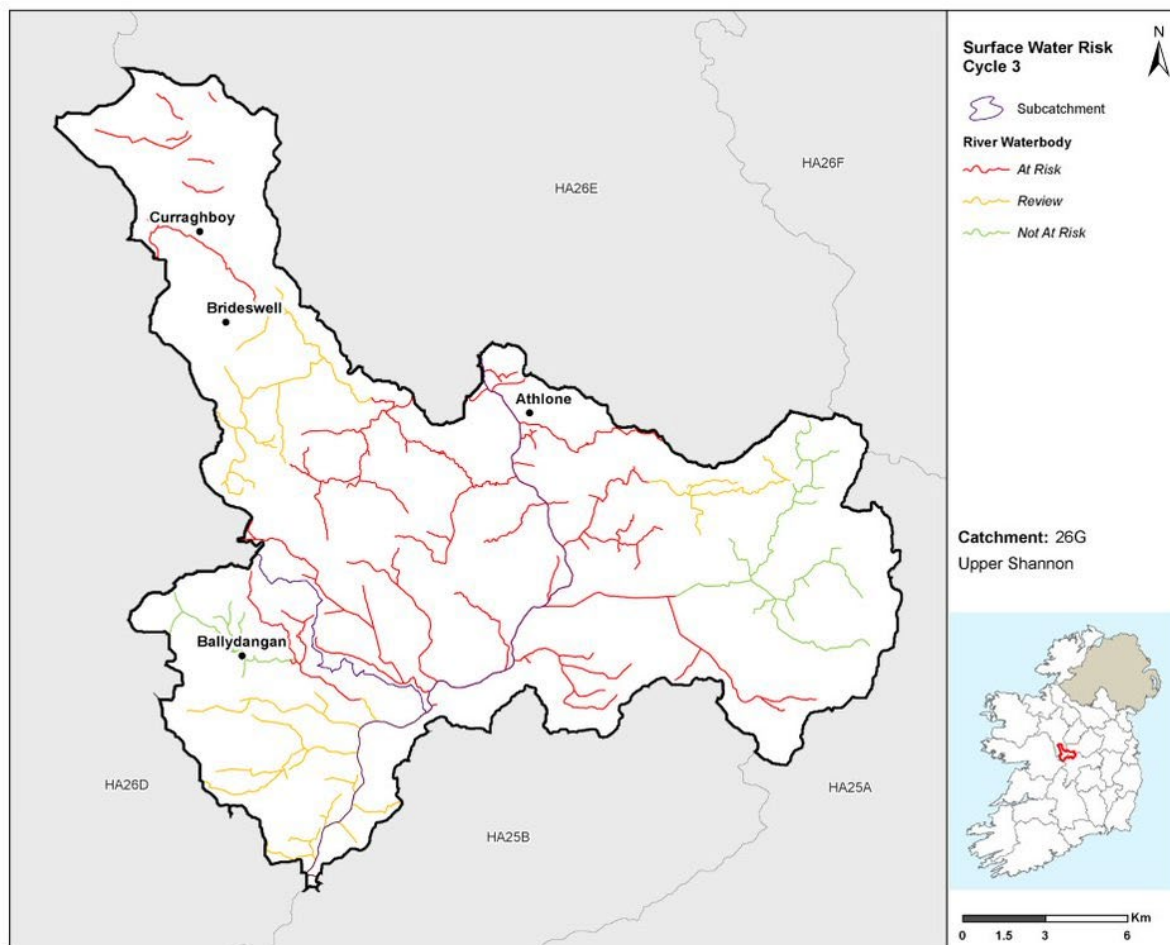 HA26F
HA26E
Curraghboy
Brideswell
Athlone
Ballydangan
HA26D
HA25B
HA25A
Surface Water Risk
Cycle 3
N
Subcatchment
River Waterbody
At Risk
Review
Not At Risk
Catchment: 26G
Upper Shannon
Km
0 1.5 3 6